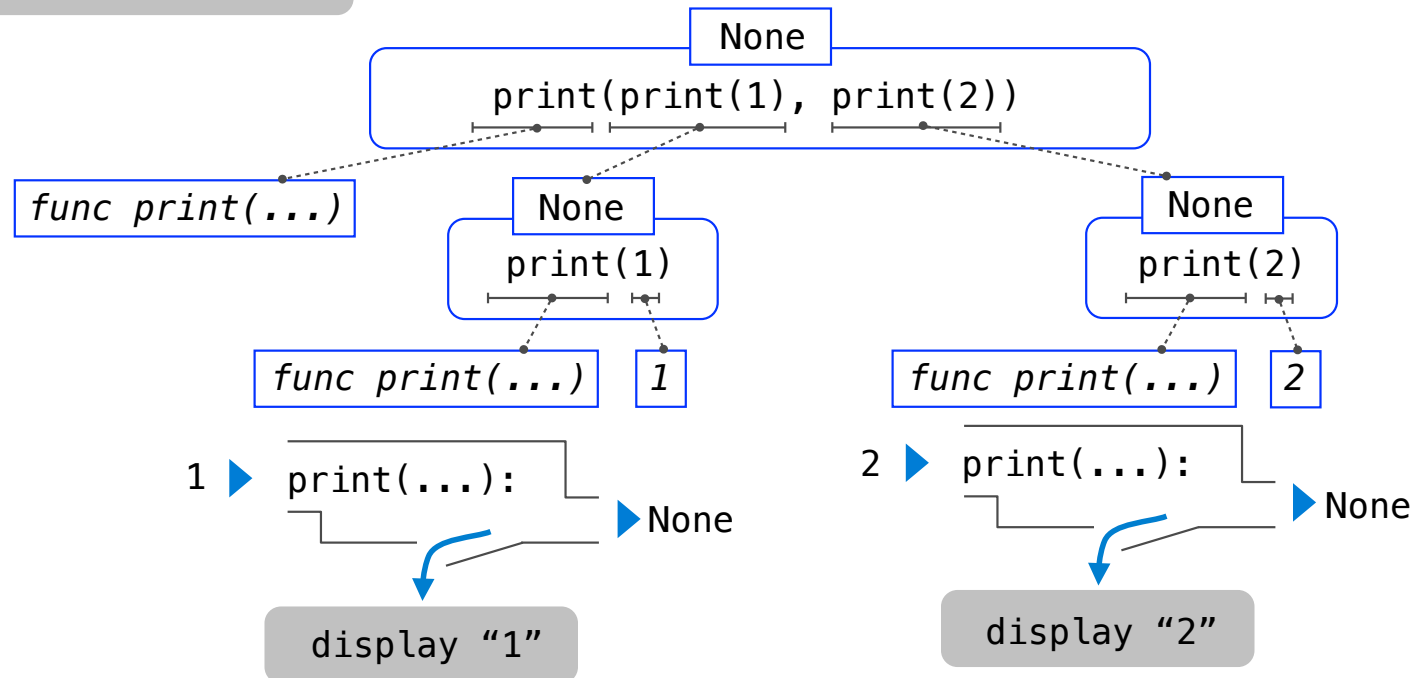 None
print(print(1), print(2))
func print(...)
None
None
print(1)
print(2)
func print(...)
1
func print(...)
2
1
print(...):
None
2
print(...):
None
display “1”
display “2”